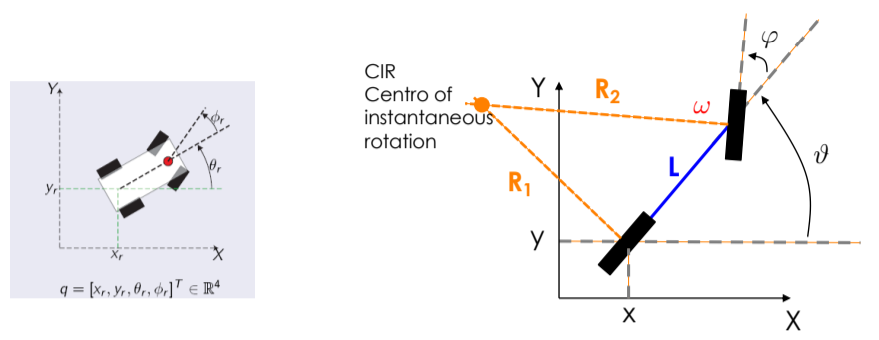 Y
ϕr
θr
yr
xr
X
q = [xr, yr, θr, ϕr]ᵀ ∈ ℝ⁴
CIR
Centro of
instantaneous
rotation
Y
R₂
ω
φ
L
ϑ
R₁
y
x
X